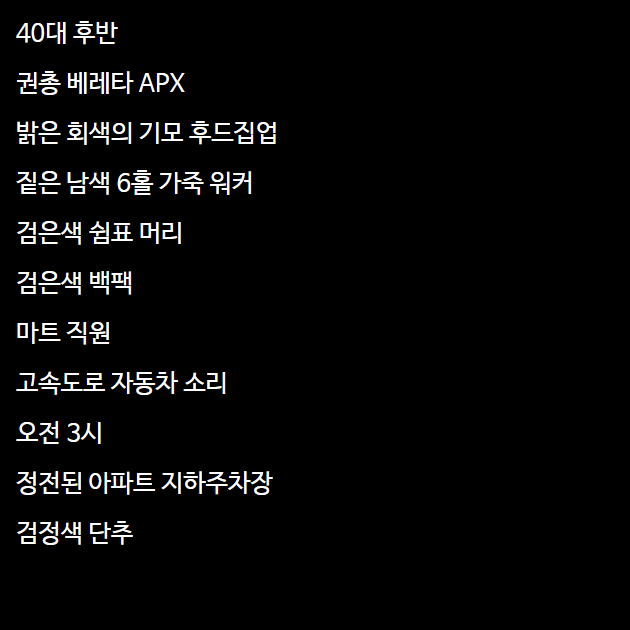 40대 후반
권총 베레타 APX
밝은 회색의 기모 후드집업
짙은 남색 6홀 가죽 워커
검은색 쉼표 머리
검은색 백팩
마트 직원
고속도로 자동차 소리
오전 3시
정전된 아파트 지하주차장
검정색 단추